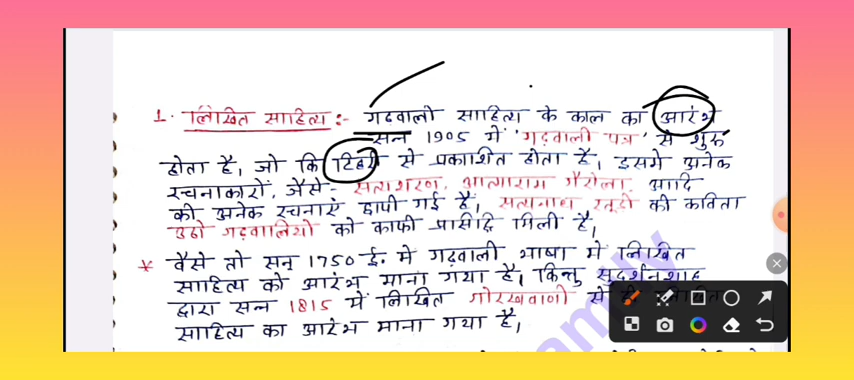 1. लिखित साहित्य :- गढवाली साहित्य के काल का आरंभ
सन 1905 में 'गढ़वाली पत्र' से शुरू
होता है, जो कि टिहरी से प्रकाशित होता है, इसमे अनेक
रचनाकारों, जैसे- सत्यशरण, आत्माराम गैरोला, आदि
की अनेक रचनाएं छापी गई है, सत्यनाथ रतूडी की कविता
उठो गढ़वालियो को काफी प्रसिद्धि मिली है,
* वैसे तो सन् 1750 ई. मे गढ़वाली भाषा में लिखित
साहित्य को आरंभ माना गया है, किन्तु सुदर्शनशाह
द्वारा सन 1815 में लिखित गोरखवाणी से ही
साहित्य का आरंभ माना गया है,